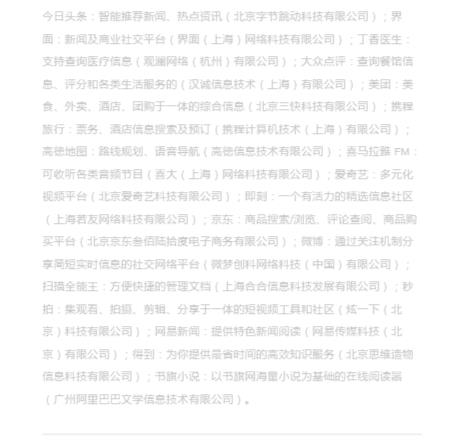 今日头条：智能推荐新闻、热点资讯（北京字节跳动科技有限公司）；界
面：新闻及商业社交平台（界面（上海）网络科技有限公司）；丁香医生：
支持查询医疗信息（观澜网络（杭州）有限公司）；大众点评：查询餐馆信
息、评分和各类生活服务的（汉诚信息技术（上海）有限公司）；美团：美
食、外卖、酒店、团购于一体的综合信息（北京三快科技有限公司）；携程
旅行：票务、酒店信息搜索及预订（携程计算机技术（上海）有限公司）；
高德地图：路线规划、语音导航（高德信息技术有限公司）；喜马拉雅 FM：
可收听各类音频节目（喜大（上海）网络科技有限公司）；爱奇艺：多元化
视频平台（北京爱奇艺科技有限公司）；即刻：一个有活力的精选信息社区
（上海若友网络科技有限公司）；京东：商品搜索/浏览、评论查阅、商品购
买平台（北京京东叁佰陆拾度电子商务有限公司）；微博：通过关注机制分
享简短实时信息的社交网络平台（微梦创科网络科技（中国）有限公司）；
扫描全能王：方便快捷的管理文档（上海合合信息科技发展有限公司）；秒
拍：集观看、拍摄、剪辑、分享于一体的短视频工具和社区（炫一下（北
京）科技有限公司）；网易新闻：提供特色新闻阅读（网易传媒科技（北
京）有限公司）；得到：为你提供最省时间的高效知识服务（北京思维造物
信息科技有限公司）；书旗小说：以书旗网海量小说为基础的在线阅读器
（广州阿里巴巴文学信息技术有限公司）。